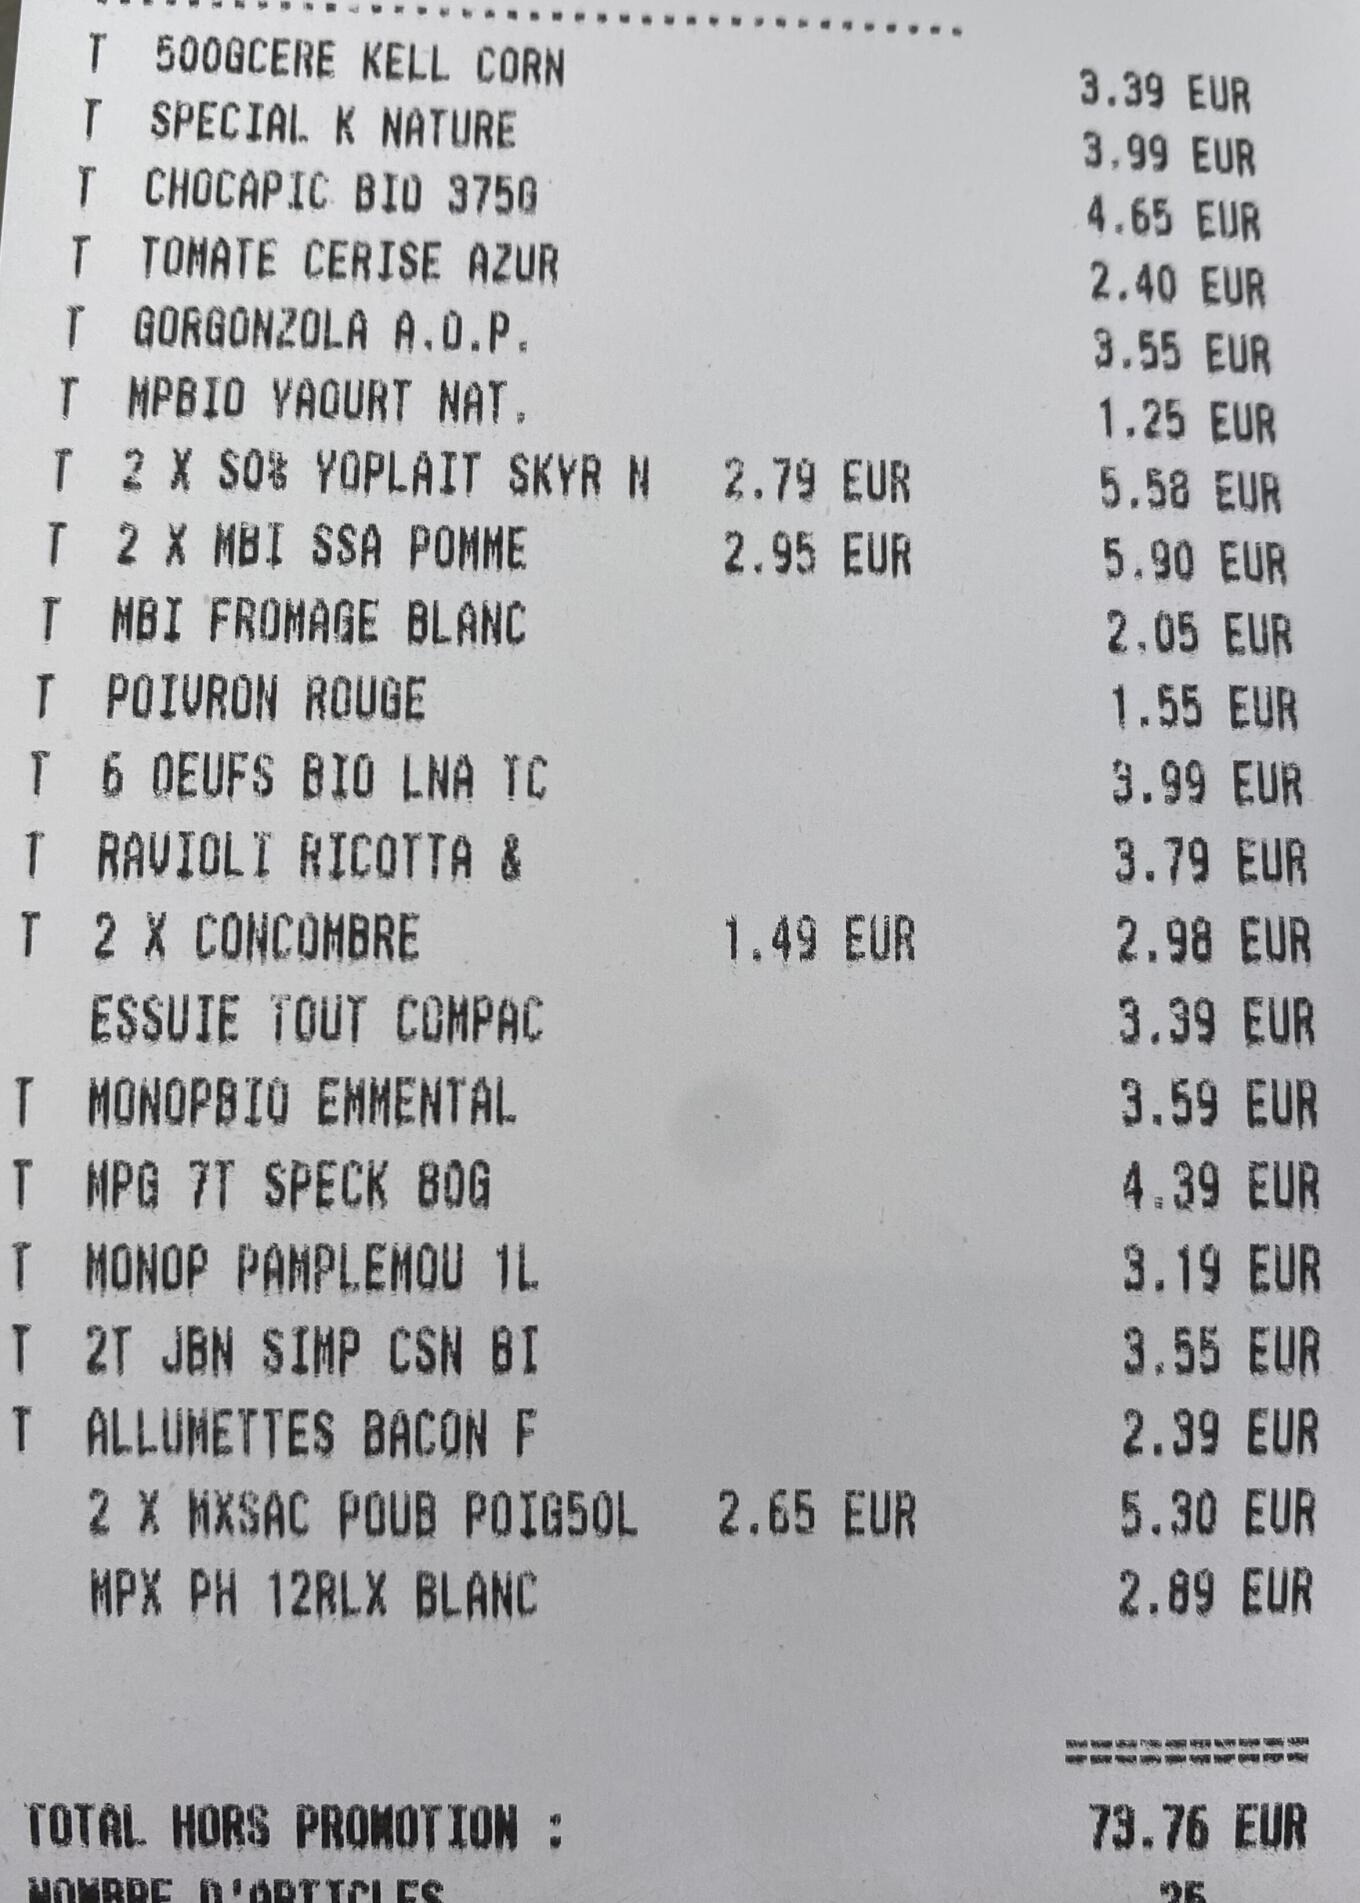 T 500GCERE KELL CORN 3.39 EUR
T SPECIAL K NATURE 3.99 EUR
T CHOCAPIC BIO 375G 4.65 EUR
T TOMATE CERISE AZUR 2.40 EUR
T GORGONZOLA A.O.P. 3.55 EUR
T MPBIO YAOURT NAT. 1.25 EUR
T 2 X SO% YOPLAIT SKYR N 2.79 EUR 5.58 EUR
T 2 X MBI SSA POMME 2.95 EUR 5.90 EUR
T MBI FROMAGE BLANC 2.05 EUR
T POIVRON ROUGE 1.55 EUR
T 6 OEUFS BIO LNA TC 3.99 EUR
T RAVIOLI RICOTTA & 3.79 EUR
T 2 X CONCOMBRE 1.49 EUR 2.98 EUR
ESSUIE TOUT COMPAC 3.39 EUR
T MONOPBIO EMMENTAL 3.59 EUR
T MPG 7T SPECK 80G 4.39 EUR
T MONOP PAMPLEMOU 1L 3.19 EUR
T 2T JBN SIMP CSN BI 3.55 EUR
T ALLUMETTES BACON F 2.39 EUR
2 X MXSAC POUB POIG50L 2.65 EUR 5.30 EUR
MPX PH 12RLX BLANC 2.89 EUR
==========
TOTAL HORS PROMOTION : 73.76 EUR
NOMBRE D'ARTICLES